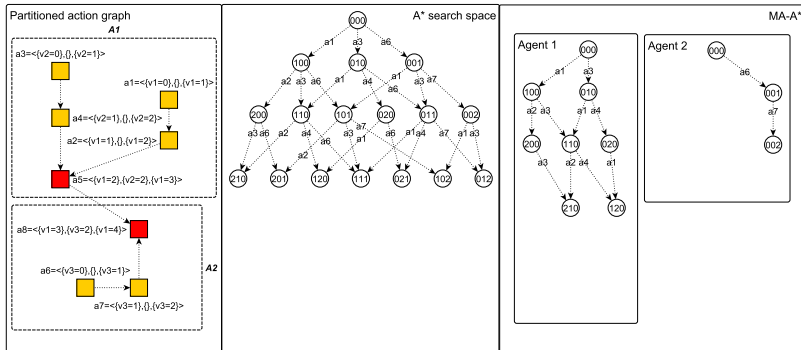 Partitioned action graph
A1
a3=<{v2=0},{},{v2=1}>
a1=<{v1=0},{},{v1=1}>
a4=<{v2=1},{},{v2=2}>
a2=<{v1=1},{},{v1=2}>
a5=<{v1=2},{v2=2},{v1=3}>
a8=<{v1=3},{v3=2},{v1=4}>
A2
a6=<{v3=0},{},{v3=1}>
a7=<{v3=1},{},{v3=2}>
A* search space
000
a1 a3 a6
100 010 001
a2 a3 a6 a1 a4 a6 a1 a3 a7
200 110 101 020 011 002
a3 a6 a2 a4 a2 a6 a3 a7 a1 a6 a1 a4 a1 a3
210 201 120 111 021 102 012
MA-A*
Agent 1
000
a1 a3
100 010
a2 a3 a1 a4
200 110 020
a3 a2 a4 a1
210 120
Agent 2
000
a6
001
a7
002